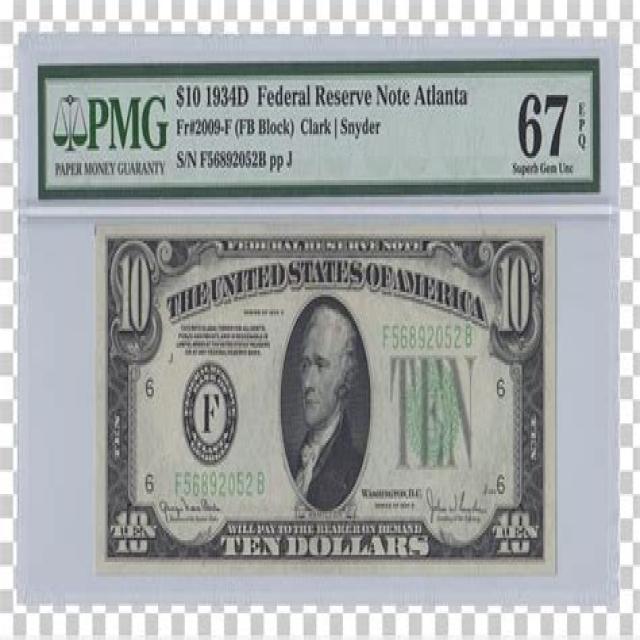 PMG
PAPER MONEY GUARANTY
$10 1934D Federal Reserve Note Atlanta
Fr#2009-F (FB Block) Clark | Snyder
S/N F56892052B pp J
67
EPQ
Superb Gem Unc
FEDERAL RESERVE NOTE
10
10
THE UNITED STATES OF AMERICA
F56892052B
J
6
6
F
TEN
TEN
TEN
F56892052B
6
6
WASHINGTON, D.C.
10
10
WILL PAY TO THE BEARER ON DEMAND
TEN DOLLARS